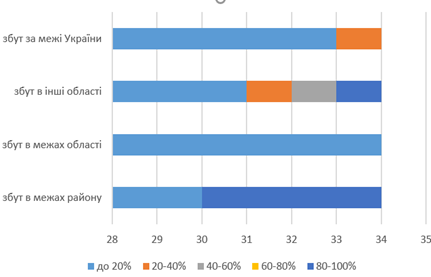 збут за межі України
збут в інші області
збут в межах області
збут в межах району
28 29 30 31 32 33 34 35
до 20% 20-40% 40-60% 60-80% 80-100%